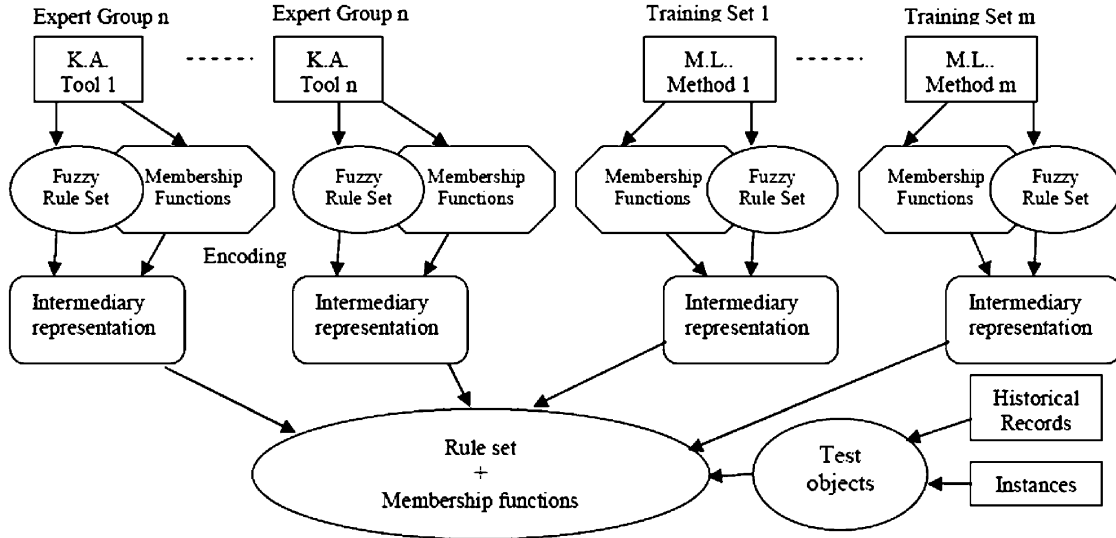 Expert Group n
Expert Group n
Training Set 1
Training Set m
K.A.
Tool 1
K.A.
Tool n
M.L..
Method 1
M.L..
Method m
Fuzzy
Rule Set
Membership
Functions
Fuzzy
Rule Set
Membership
Functions
Membership
Functions
Fuzzy
Rule Set
Membership
Functions
Fuzzy
Rule Set
Encoding
Intermediary
representation
Intermediary
representation
Intermediary
representation
Intermediary
representation
Historical
Records
Rule set
+
Membership functions
Test
objects
Instances